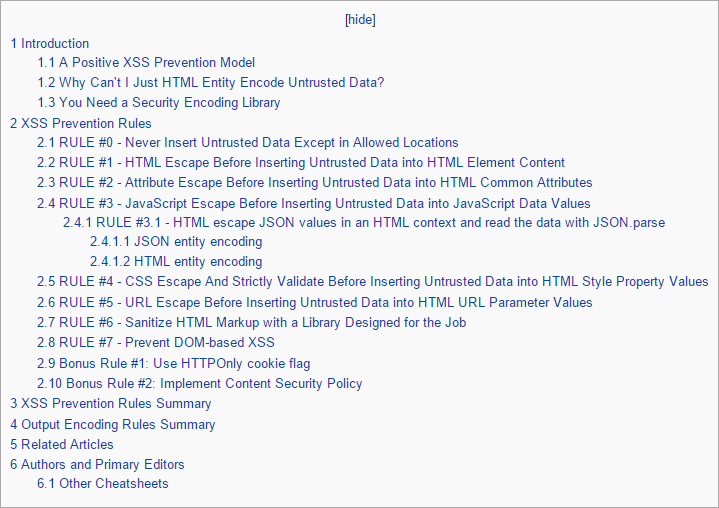 [hide]
1 Introduction
1.1 A Positive XSS Prevention Model
1.2 Why Can't I Just HTML Entity Encode Untrusted Data?
1.3 You Need a Security Encoding Library
2 XSS Prevention Rules
2.1 RULE #0 - Never Insert Untrusted Data Except in Allowed Locations
2.2 RULE #1 - HTML Escape Before Inserting Untrusted Data into HTML Element Content
2.3 RULE #2 - Attribute Escape Before Inserting Untrusted Data into HTML Common Attributes
2.4 RULE #3 - JavaScript Escape Before Inserting Untrusted Data into JavaScript Data Values
2.4.1 RULE #3.1 - HTML escape JSON values in an HTML context and read the data with JSON.parse
2.4.1.1 JSON entity encoding
2.4.1.2 HTML entity encoding
2.5 RULE #4 - CSS Escape And Strictly Validate Before Inserting Untrusted Data into HTML Style Property Values
2.6 RULE #5 - URL Escape Before Inserting Untrusted Data into HTML URL Parameter Values
2.7 RULE #6 - Sanitize HTML Markup with a Library Designed for the Job
2.8 RULE #7 - Prevent DOM-based XSS
2.9 Bonus Rule #1: Use HTTPOnly cookie flag
2.10 Bonus Rule #2: Implement Content Security Policy
3 XSS Prevention Rules Summary
4 Output Encoding Rules Summary
5 Related Articles
6 Authors and Primary Editors
6.1 Other Cheatsheets